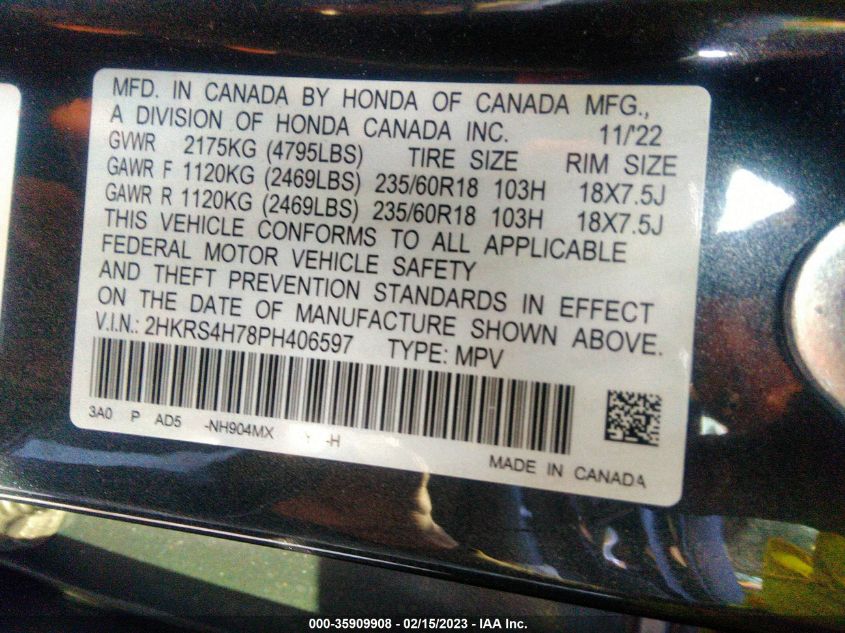 MFD. IN CANADA BY HONDA OF CANADA MFG.,
A DIVISION OF HONDA CANADA INC. 11/'22
GVWR 2175KG (4795LBS) TIRE SIZE RIM SIZE
GAWR F 1120KG (2469LBS) 235/60R18 103H 18X7.5J
GAWR R 1120KG (2469LBS) 235/60R18 103H 18X7.5J
THIS VEHICLE CONFORMS TO ALL APPLICABLE
FEDERAL MOTOR VEHICLE SAFETY
AND THEFT PREVENTION STANDARDS IN EFFECT
ON THE DATE OF MANUFACTURE SHOWN ABOVE.
V.I.N.: 2HKRS4H78PH406597 TYPE: MPV
3A0 P AD5 -NH904MX -H
MADE IN CANADA
000-35909908 - 02/15/2023 - IAA Inc.